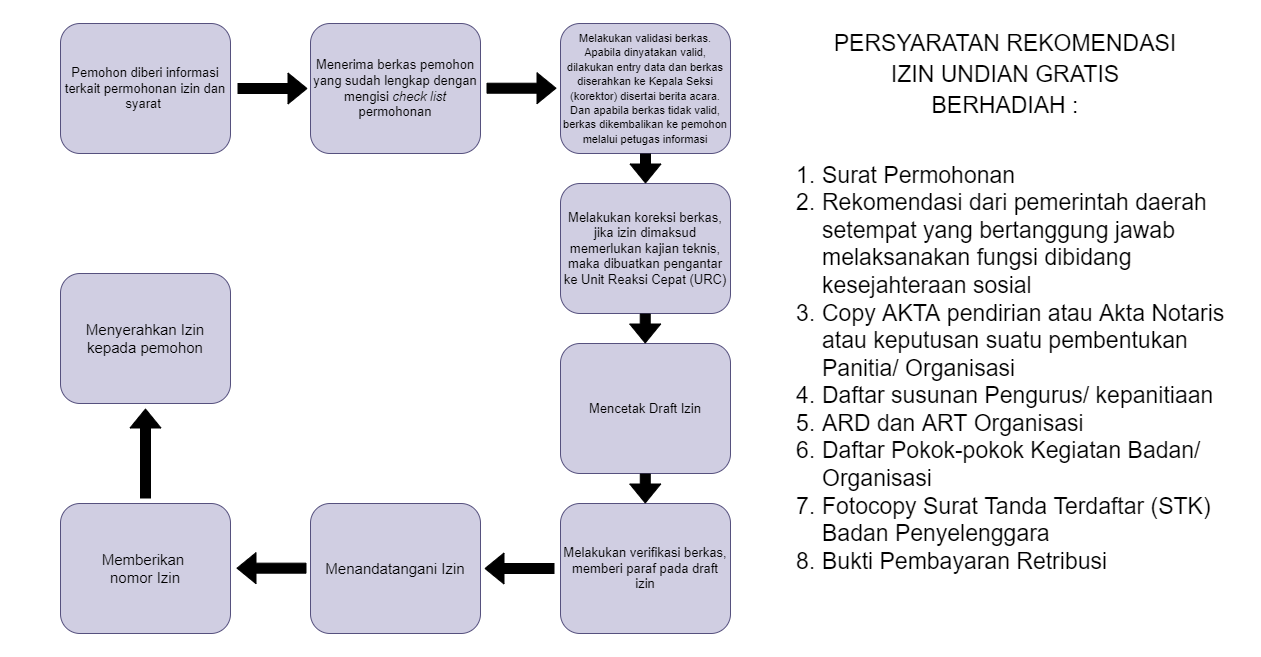 Pemohon diberi informasi
terkait permohonan izin dan
syarat
Menerima berkas pemohon
yang sudah lengkap dengan
mengisi check list
permohonan
Melakukan validasi berkas.
Apabila dinyatakan valid,
dilakukan entry data dan berkas
diserahkan ke Kepala Seksi
(korektor) disertai berita acara.
Dan apabila berkas tidak valid,
berkas dikembalikan ke pemohon
melalui petugas informasi
Melakukan koreksi berkas,
jika izin dimaksud
memerlukan kajian teknis,
maka dibuatkan pengantar
ke Unit Reaksi Cepat (URC)
Mencetak Draft Izin
Melakukan verifikasi berkas,
memberi paraf pada draft
izin
Menandatangani Izin
Memberikan
nomor Izin
Menyerahkan Izin
kepada pemohon
PERSYARATAN REKOMENDASI
IZIN UNDIAN GRATIS
BERHADIAH :
1. Surat Permohonan
2. Rekomendasi dari pemerintah daerah
setempat yang bertanggung jawab
melaksanakan fungsi dibidang
kesejahteraan sosial
3. Copy AKTA pendirian atau Akta Notaris
atau keputusan suatu pembentukan
Panitia/ Organisasi
4. Daftar susunan Pengurus/ kepanitiaan
5. ARD dan ART Organisasi
6. Daftar Pokok-pokok Kegiatan Badan/
Organisasi
7. Fotocopy Surat Tanda Terdaftar (STK)
Badan Penyelenggara
8. Bukti Pembayaran Retribusi